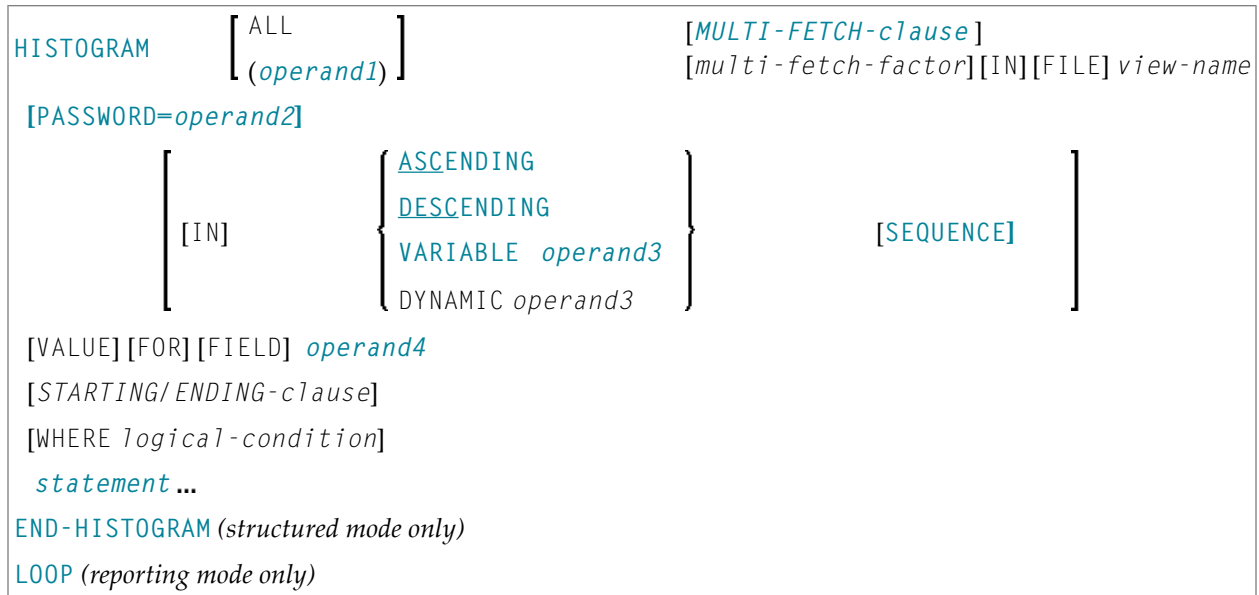 HISTOGRAM [ALL (operand1)] [MULTI-FETCH-clause]
[multi-fetch-factor][IN][FILE] view-name
[PASSWORD=operand2]
[IN] {ASCENDING
DESCENDING
VARIABLE operand3
DYNAMIC operand3} [SEQUENCE]
[VALUE][FOR][FIELD] operand4
[STARTING/ENDING-clause]
[WHERE logical-condition]
statement ...
END-HISTOGRAM (structured mode only)
LOOP (reporting mode only)